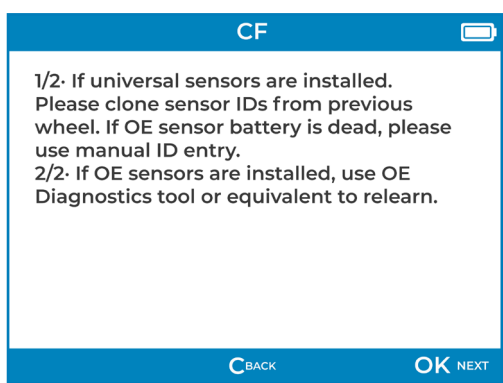 CF
1/2· If universal sensors are installed.
Please clone sensor IDs from previous
wheel. If OE sensor battery is dead, please
use manual ID entry.
2/2· If OE sensors are installed, use OE
Diagnostics tool or equivalent to relearn.
CBACK OK NEXT